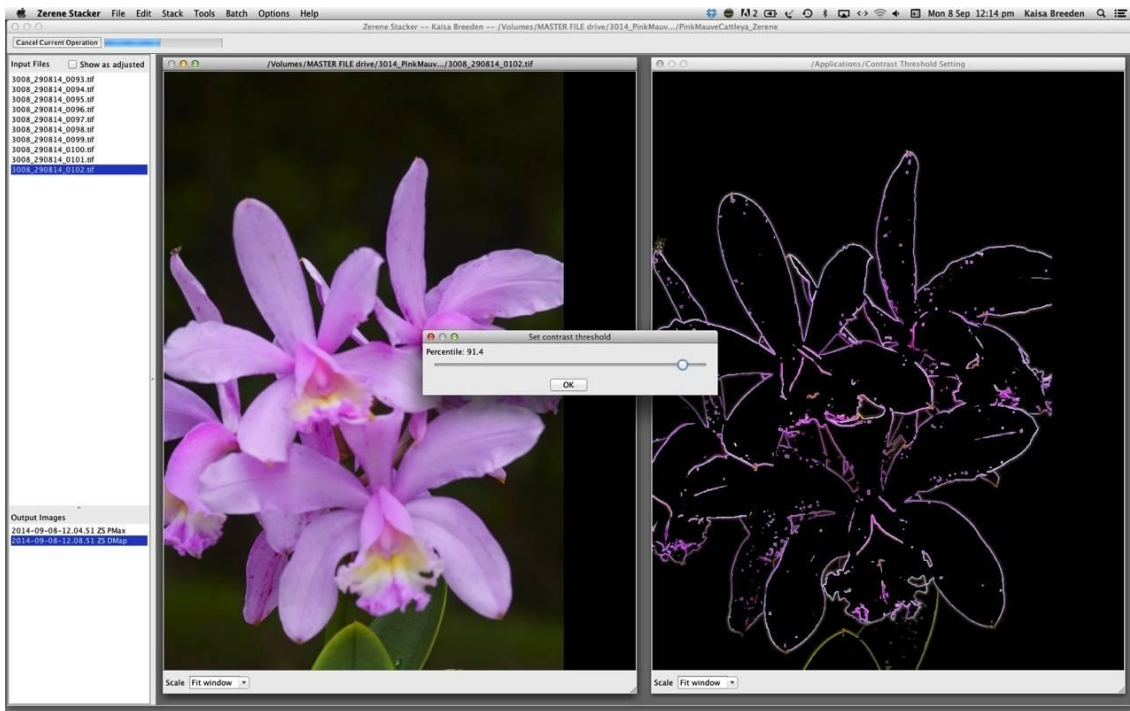 Zerene Stacker File Edit Stack Tools Batch Options Help
2 Mon 8 Sep 12:14 pm Kaisa Breeden
Zerene Stacker -- Kaisa Breeden -- /Volumes/MASTER FILE drive/3014_PinkMauv.../PinkMauveCattleya_Zerene
Cancel Current Operation
Input Files Show as adjusted
3008_290814_0093.tif
3008_290814_0094.tif
3008_290814_0095.tif
3008_290814_0096.tif
3008_290814_0097.tif
3008_290814_0098.tif
3008_290814_0099.tif
3008_290814_0100.tif
3008_290814_0101.tif
3008_290814_0102.tif
Output Images
2014-09-08-12.04.51 ZS PMax
2014-09-08-12.08.51 ZS DMap
/Volumes/MASTER FILE drive/3014_PinkMauv.../3008_290814_0102.tif
Scale Fit window
Set contrast threshold
Percentile: 91.4
OK
/Applications/Contrast Threshold Setting
Scale Fit window